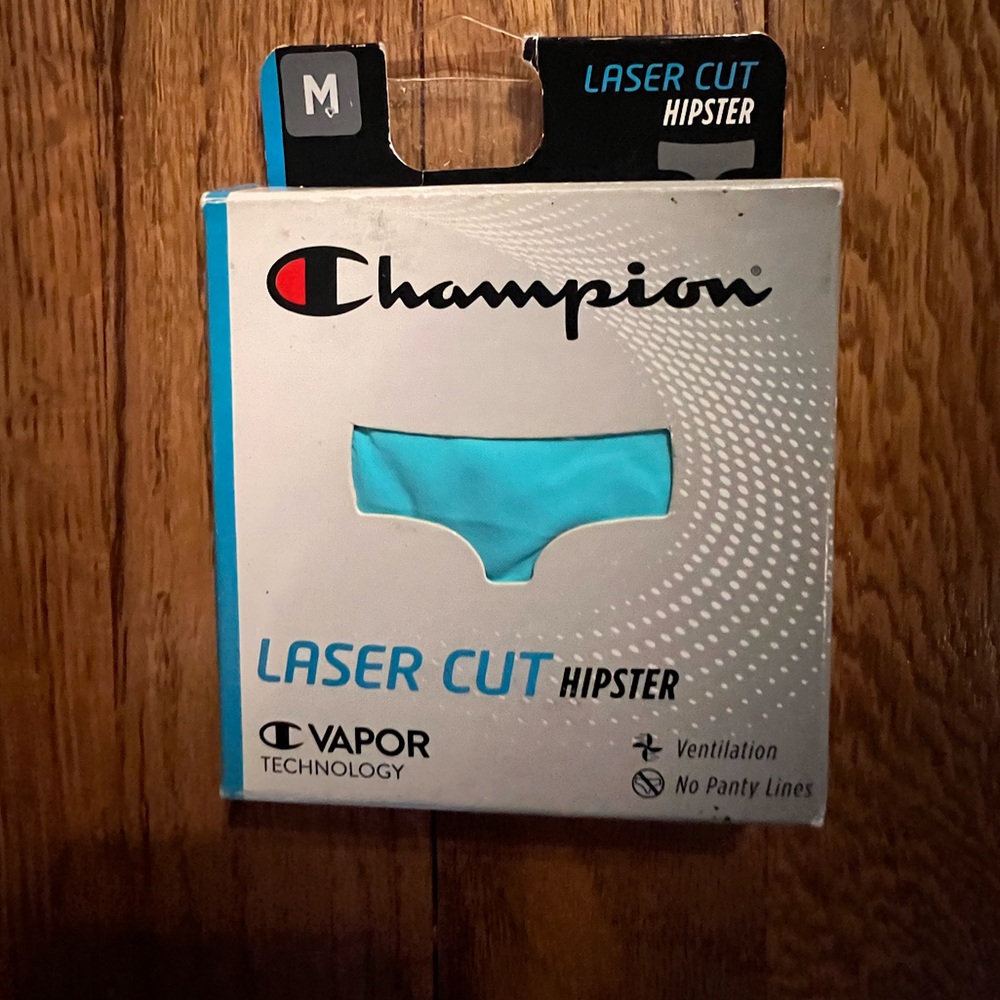 M
LASER CUT
HIPSTER
Champion®
LASER CUT HIPSTER
VAPOR
TECHNOLOGY
Ventilation
No Panty Lines